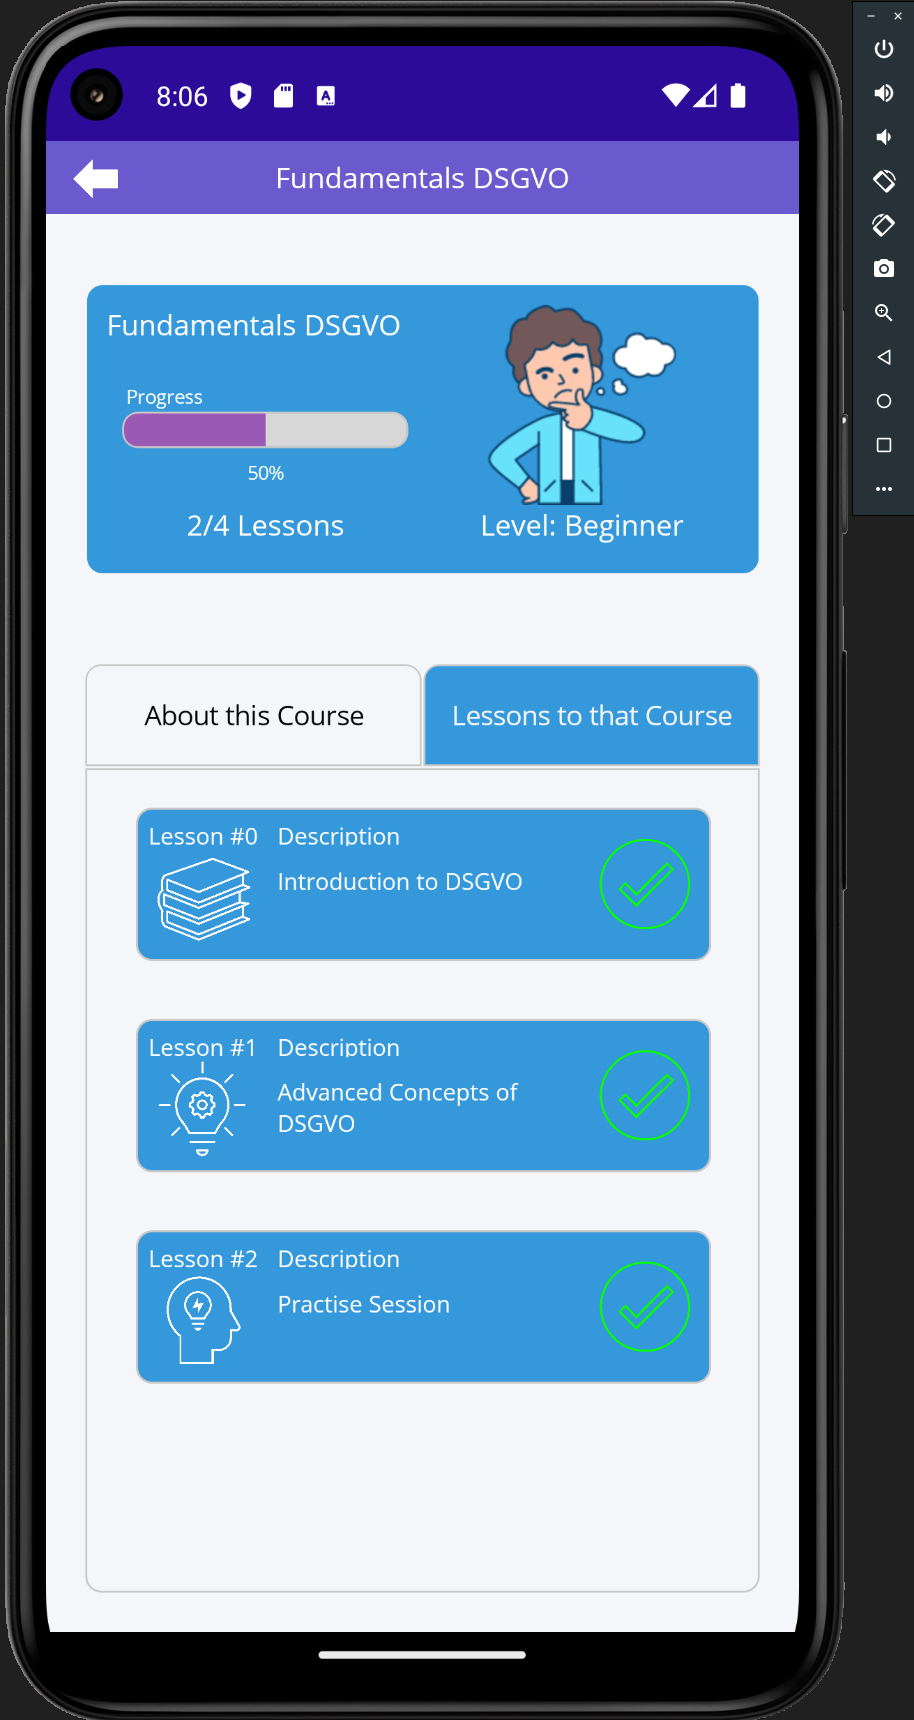 8:06
Fundamentals DSGVO
Fundamentals DSGVO
Progress
50%
2/4 Lessons
Level: Beginner
About this Course
Lessons to that Course
Lesson #0
Description
Introduction to DSGVO
Lesson #1
Description
Advanced Concepts of
DSGVO
Lesson #2
Description
Practise Session